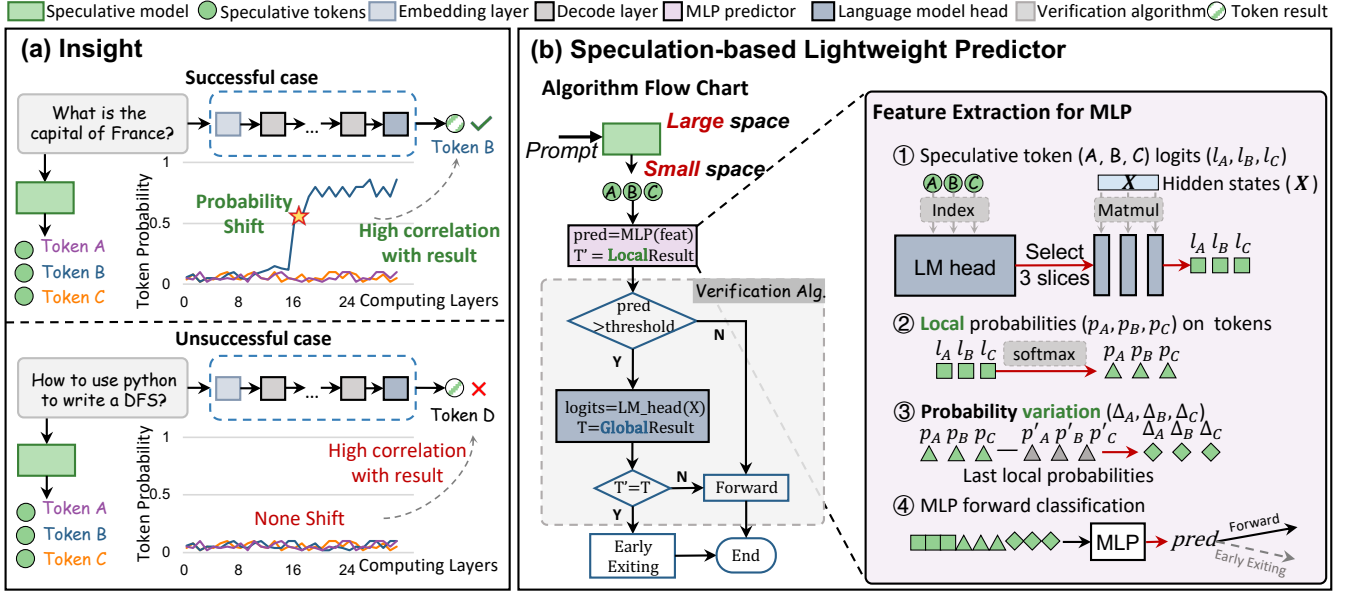 Speculative model
Speculative tokens
Embedding layer
Decode layer
MLP predictor
Language model head
Verification algorithm
Token result
(a) Insight
Successful case
What is the
capital of France?
...
Token B
Token A
Token B
Token C
Token Probability
1
0.5
0
Probability
Shift
High correlation
with result
0
8
16
24
Computing Layers
Unsuccessful case
How to use python
to write a DFS?
...
Token D
Token A
Token B
Token C
Token Probability
1
0.5
0
High correlation
with result
None Shift
0
8
16
24
Computing Layers
(b) Speculation-based Lightweight Predictor
Algorithm Flow Chart
Prompt
Large space
Small space
A B C
pred=MLP(feat)
T' = LocalResult
Verification Alg.
pred
>threshold
N
Y
logits=LM_head(X)
T=GlobalResult
T'=T
N
Forward
Y
Early
Exiting
End
Feature Extraction for MLP
① Speculative token (A, B, C) logits (l_A, l_B, l_C)
A B C
X
Hidden states (X)
Index
Matmul
LM head
Select
3 slices
l_A l_B l_C
② Local probabilities (p_A, p_B, p_C) on tokens
l_A l_B l_C
softmax
p_A p_B p_C
③ Probability variation (Δ_A, Δ_B, Δ_C)
p_A p_B p_C — p'_A p'_B p'_C
Δ_A Δ_B Δ_C
Last local probabilities
④ MLP forward classification
MLP
pred
Forward
Early Exiting